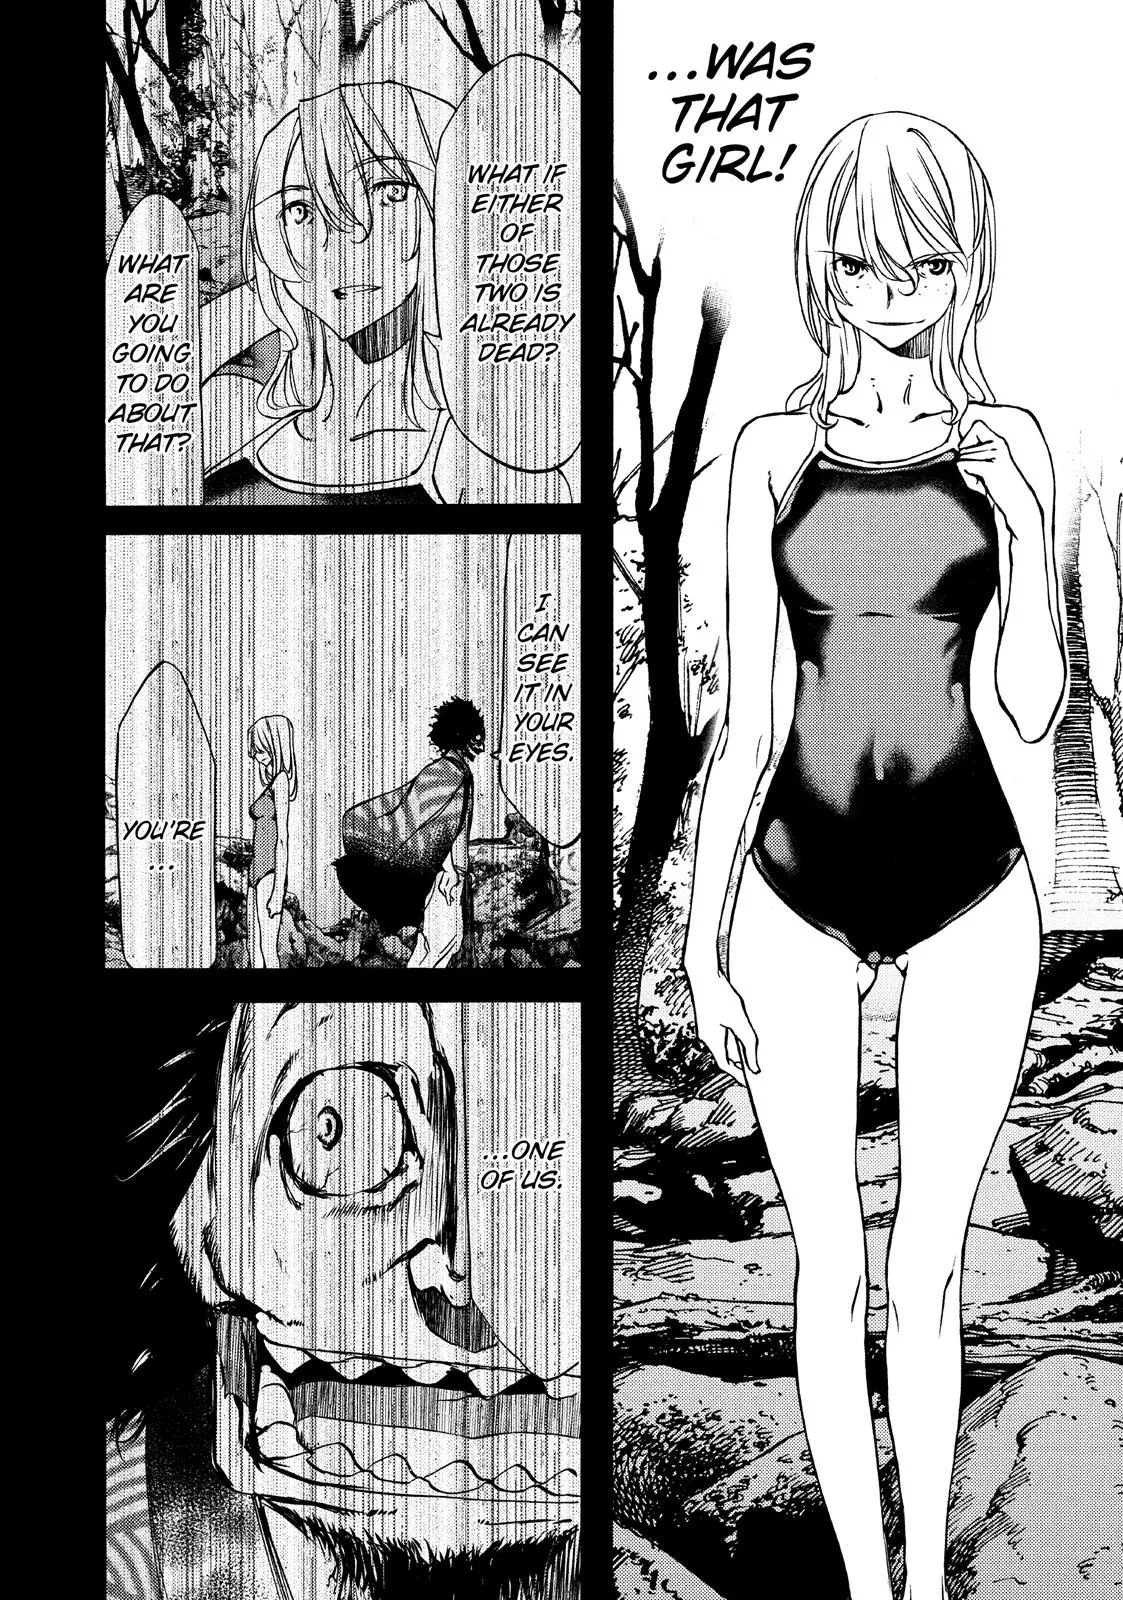 ...WAS
THAT
GIRL!
WHAT IF
EITHER
OF
THOSE
TWO IS
ALREADY
DEAD?
WHAT
ARE
YOU
GOING
TO DO
ABOUT
THAT?
I
CAN
SEE
IT IN
YOUR
EYES.
YOU'RE
...
...ONE
OF US.